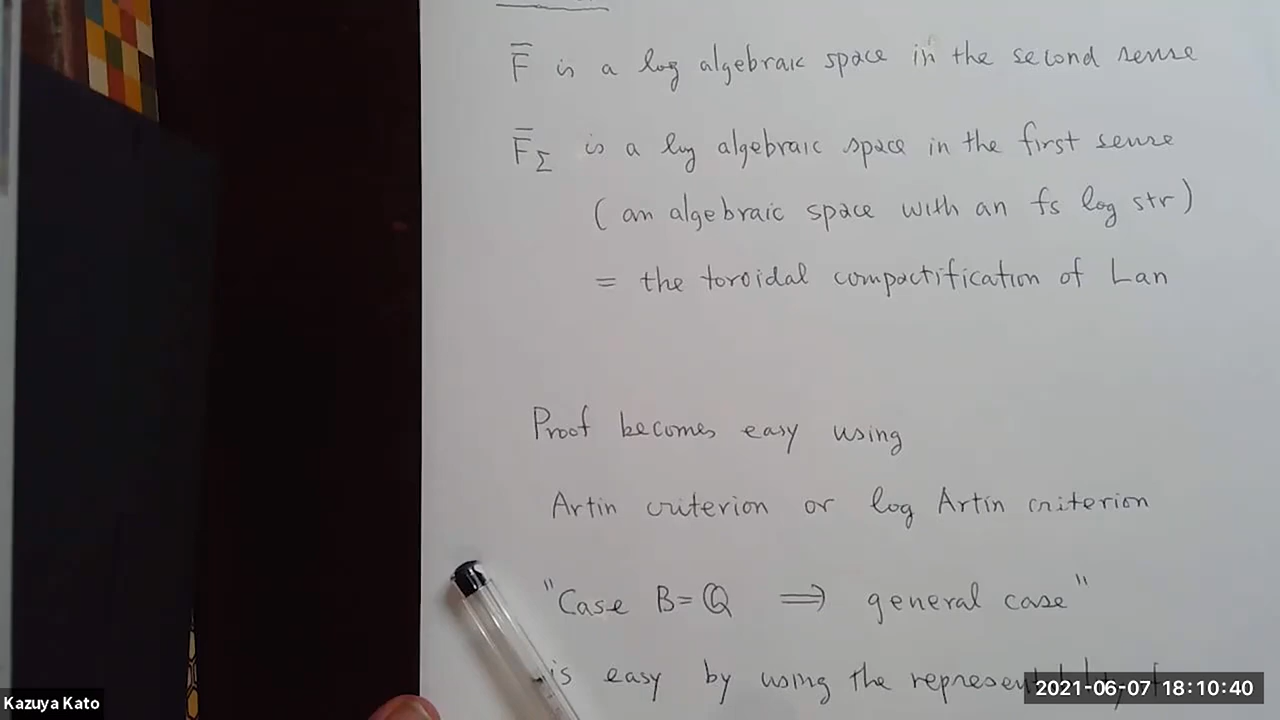 F̅ is a log algebraic space in the second sense
F̅_Σ is a log algebraic space in the first sense
( an algebraic space with an fs log str )
= the toroidal compactification of Lan
Proof becomes easy using
Artin criterion or log Artin criterion
"Case B=ℚ ⟹ general case"
is easy by using the
Kazuya Kato
2021-06-07 18:10:40